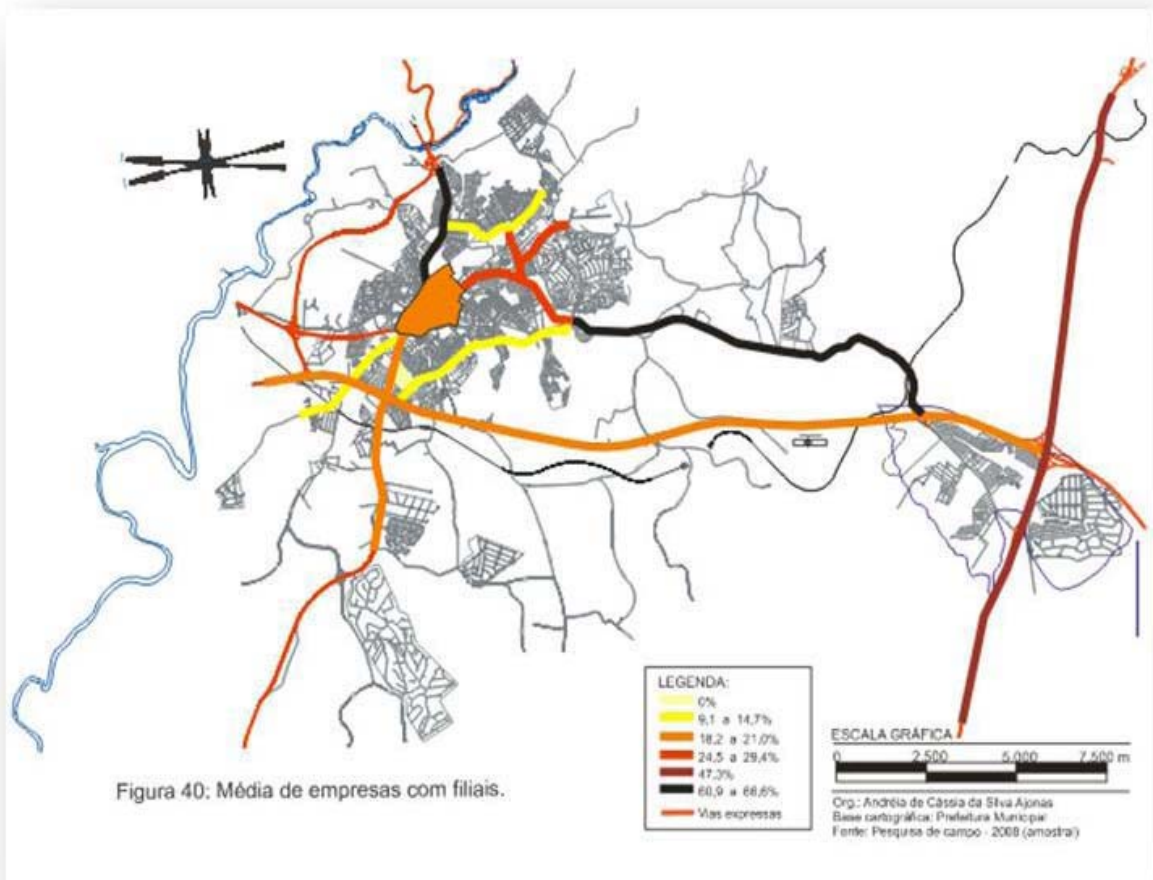 LEGENDA:
0%
9,1 a 14,7%
18,2 a 21,0%
24,5 a 29,4%
47,3%
60,9 a 66,6%
Vias expressas
ESCALA GRÁFICA
0 2.500 5.000 7.500 m
Org.: Andréia de Cássia da Silva Ajonas
Base cartográfica: Prefeitura Municipal
Fonte: Pesquisa de campo - 2008 (amostral)
Figura 40: Média de empresas com filiais.